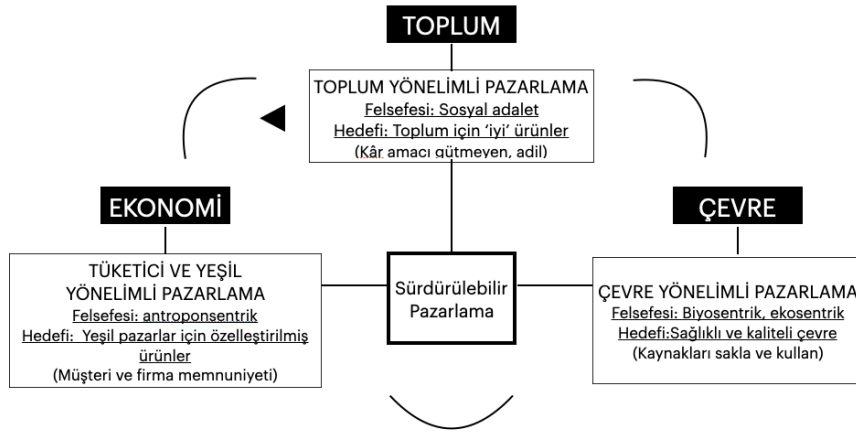 TOPLUM
TOPLUM YÖNELİMLİ PAZARLAMA
Felsefesi: Sosyal adalet
Hedefi: Toplum için ‘iyi’ ürünler
(Kâr amacı gütmeyen, adil)
EKONOMİ
TÜKETİCİ VE YEŞİL
YÖNELİMLİ PAZARLAMA
Felsefesi: antroponsentrik
Hedefi: Yeşil pazarlar için özelleştirilmiş
ürünler
(Müşteri ve firma memnuniyeti)
Sürdürülebilir
Pazarlama
ÇEVRE
ÇEVRE YÖNELİMLİ PAZARLAMA
Felsefesi: Biyosentrik, ekosentrik
Hedefi:Sağlıklı ve kaliteli çevre
(Kaynakları sakla ve kullan)